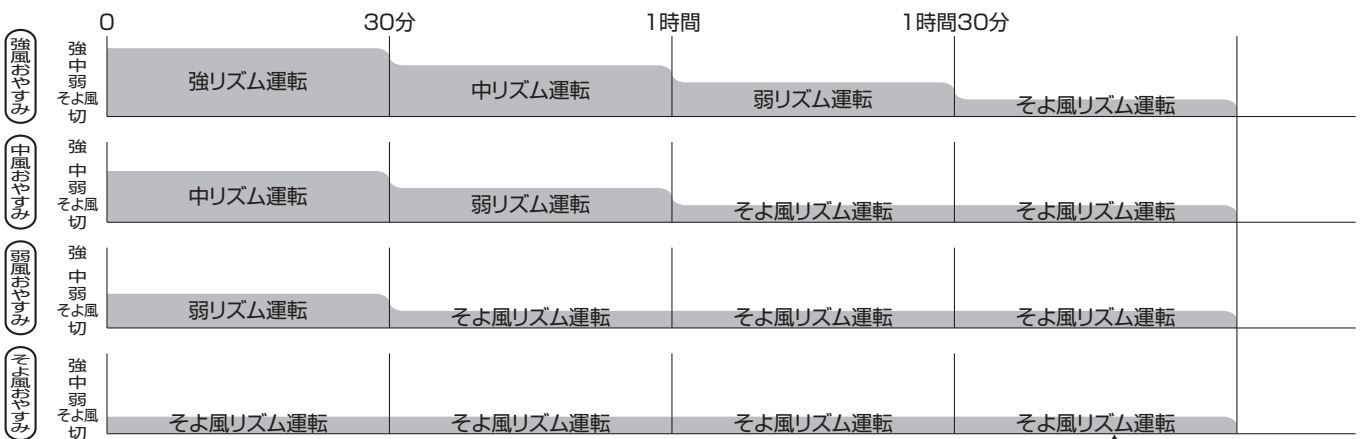 0 30分 1時間 1時間30分
強風おやすみ
強
中
弱
そよ風
切
強リズム運転 中リズム運転 弱リズム運転 そよ風リズム運転
中風おやすみ
強
中
弱
そよ風
切
中リズム運転 弱リズム運転 そよ風リズム運転 そよ風リズム運転
弱風おやすみ
強
中
弱
そよ風
切
弱リズム運転 そよ風リズム運転 そよ風リズム運転 そよ風リズム運転
そよ風おやすみ
強
中
弱
そよ風
切
そよ風リズム運転 そよ風リズム運転 そよ風リズム運転 そよ風リズム運転